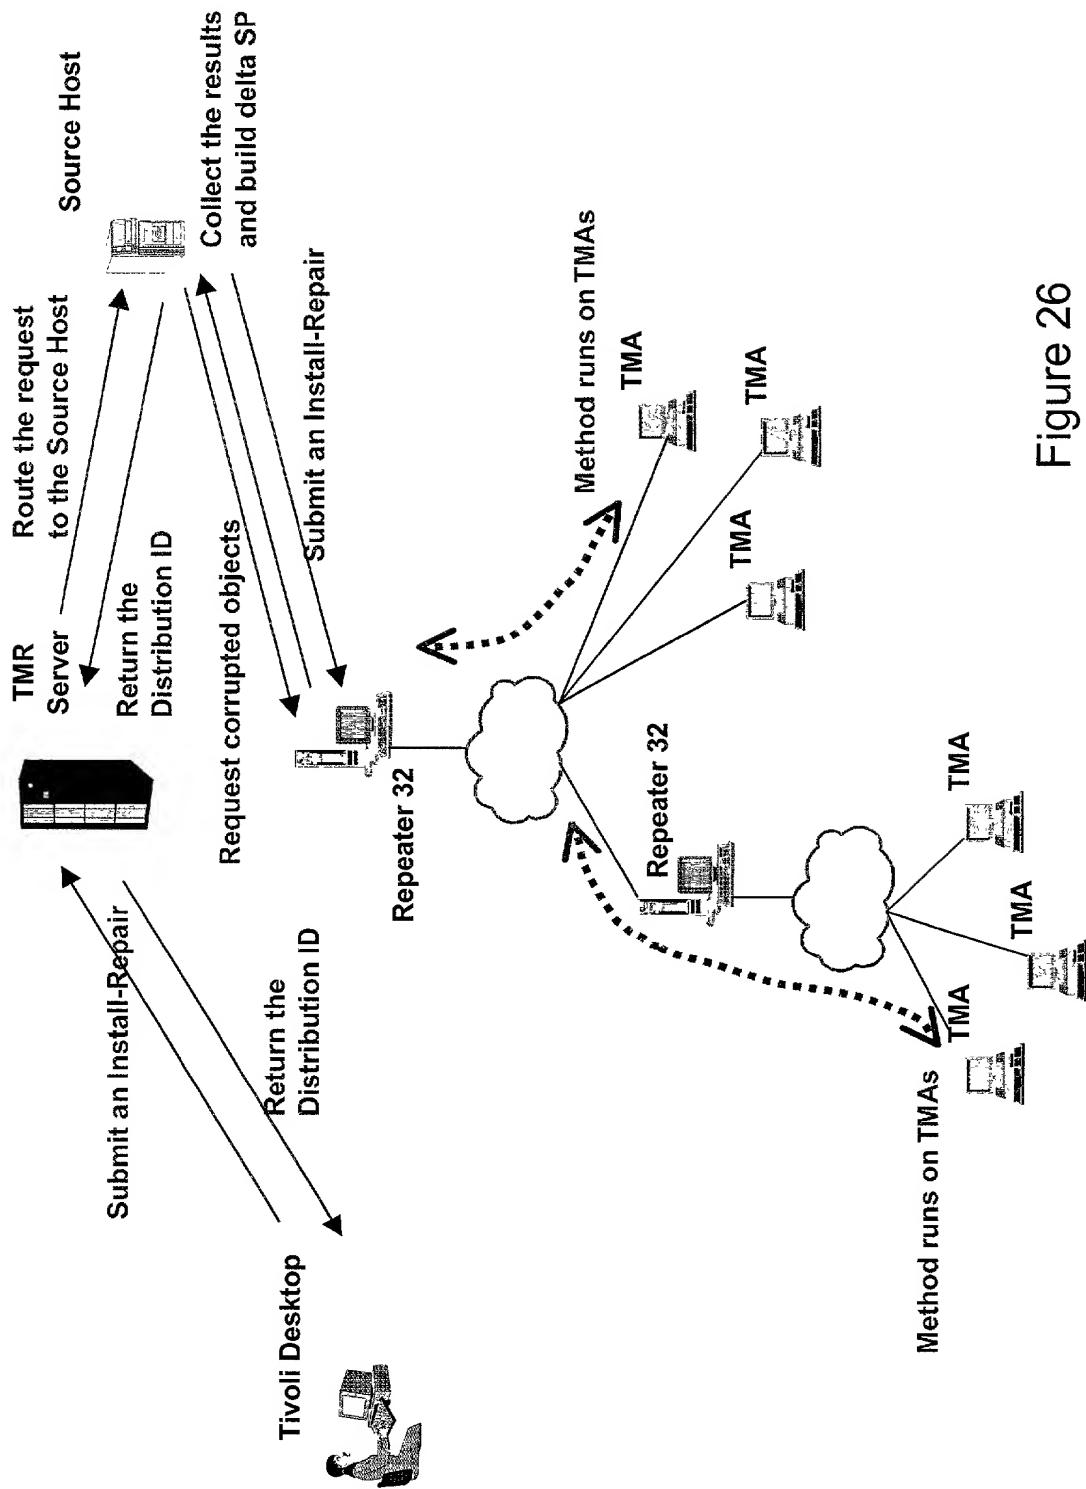 TMR
Server
Route the request
to the Source Host
Source Host
Submit an Install-Repair
Return the
Distribution ID
Collect the results
and build delta SP
Request corrupted objects
Tivoli Desktop
Return the
Distribution ID
Submit an Install-Repair
Repeater 32
Method runs on TMAs
TMA
Repeater 32
TMA
TMA
Method runs on TMAs
TMA
TMA
TMA
Figure 26